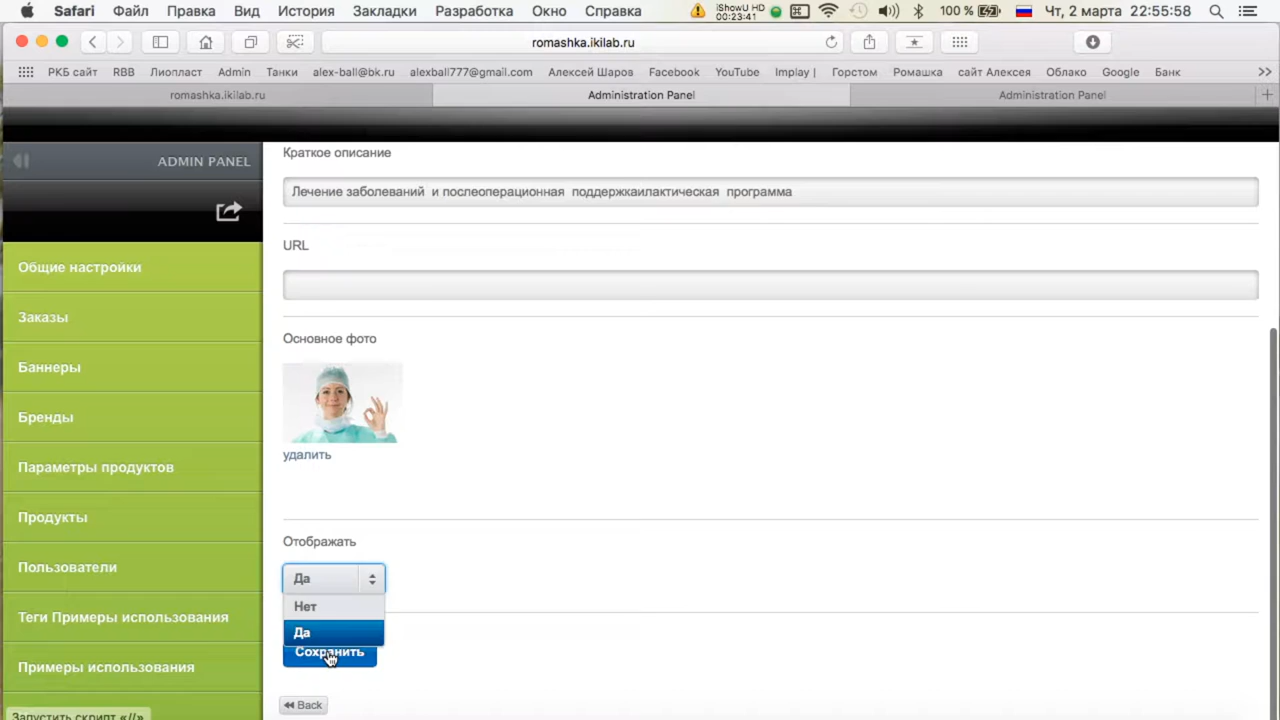 Safari Файл Правка Вид История Закладки Разработка Окно Справка iShowU HD 00:23:41 100 % Чт, 2 марта 22:55:58
romashka.ikilab.ru
РКБ сайт RBB Лиопласт Admin Танки alex-ball@bk.ru alexball777@gmail.com Алексей Шаров Facebook YouTube Implay | Горстом Ромашка сайт Алексея Облако Google Банк >>
romashka.ikilab.ru Administration Panel Administration Panel
ADMIN PANEL
Краткое описание
Лечение заболеваний и послеоперационная поддержкаилактическая программа
URL
Общие настройки
Заказы
Основное фото
Баннеры
Бренды
удалить
Параметры продуктов
Продукты
Отображать
Пользователи
Да
Нет
Теги Примеры использования
Да
Сохранить
Примеры использования
Back
Запустить скрипт «//»